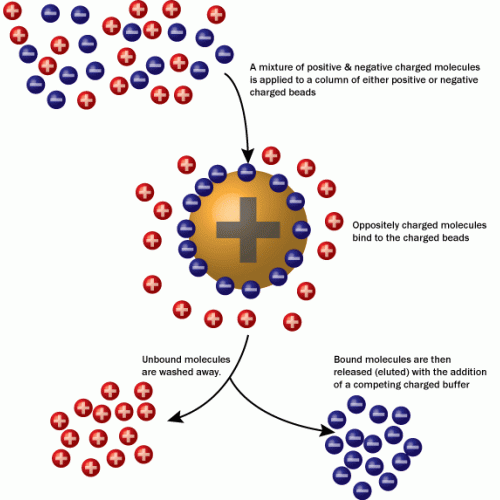 A mixture of positive & negative charged molecules
is applied to a column of either positive or negative
charged beads
Oppositely charged molecules
bind to the charged beads
Unbound molecules
are washed away.
Bound molecules are then
released (eluted) with the addition
of a competing charged buffer